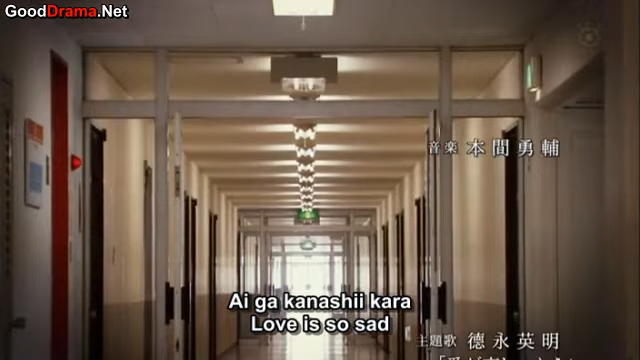 GoodDrama.Net
音楽 本間勇輔
Ai ga kanashii kara
Love is so sad
主題歌 德永英明